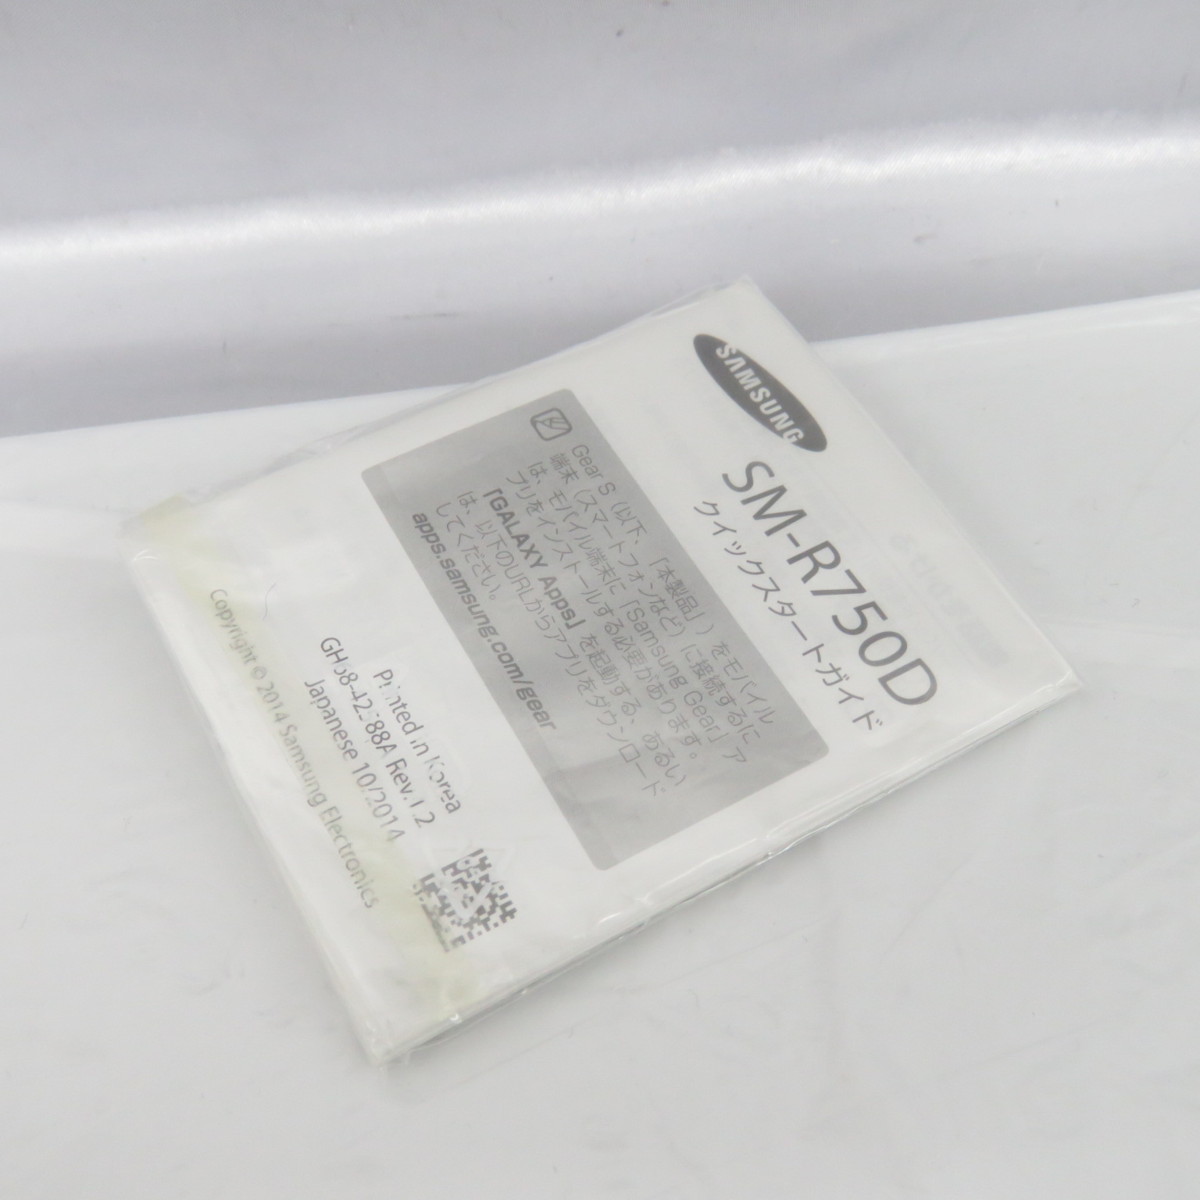 SAMSUNG
SM-R750D
クイックスタートガイド
Gear S（以下、「本製品」）をモバイル
端末（スマートフォンなど）に接続するに
は、モバイル端末に「Samsung Gear」ア
プリをインストールする必要があります。
「GALAXY Apps」を起動する、あるい
は、以下のURLからアプリをダウンロード
してください。
apps.samsung.com/gear
Printed in Korea
Rev.1.2
Japanese 10/2014
Copyright © 2014 Samsung Electronics